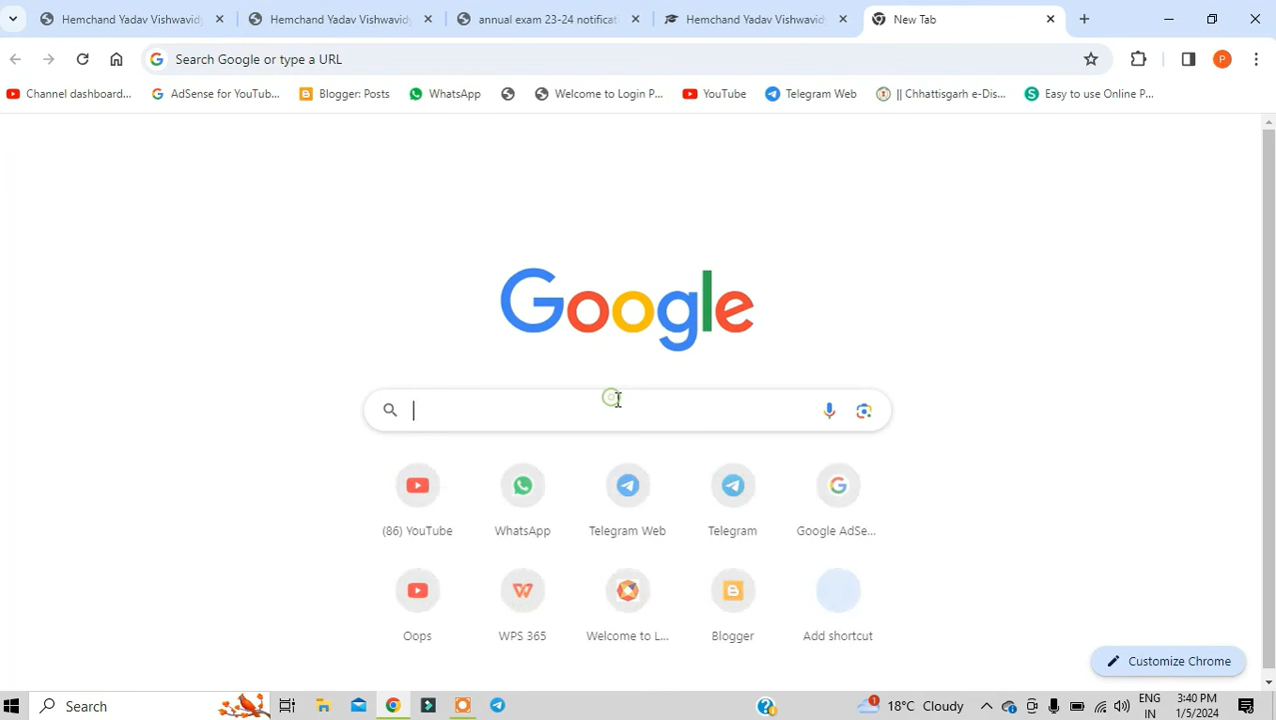 Hemchand Yadav Vishwavidy
Hemchand Yadav Vishwavid
annual exam 23-24 notificat
Hemchand Yadav Vishwavid
New Tab
Search Google or type a URL
P
Channel dashboard...
AdSense for YouTub...
Blogger: Posts
WhatsApp
Welcome to Login P...
YouTube
Telegram Web
|| Chhattisgarh e-Dis...
Easy to use Online P...
Google
(86) YouTube
WhatsApp
Telegram Web
Telegram
Google AdSe...
Oops
WPS 365
Welcome to L...
Blogger
Add shortcut
Customize Chrome
Search
1
18°C Cloudy
ENG
IN
3:40 PM
1/5/2024